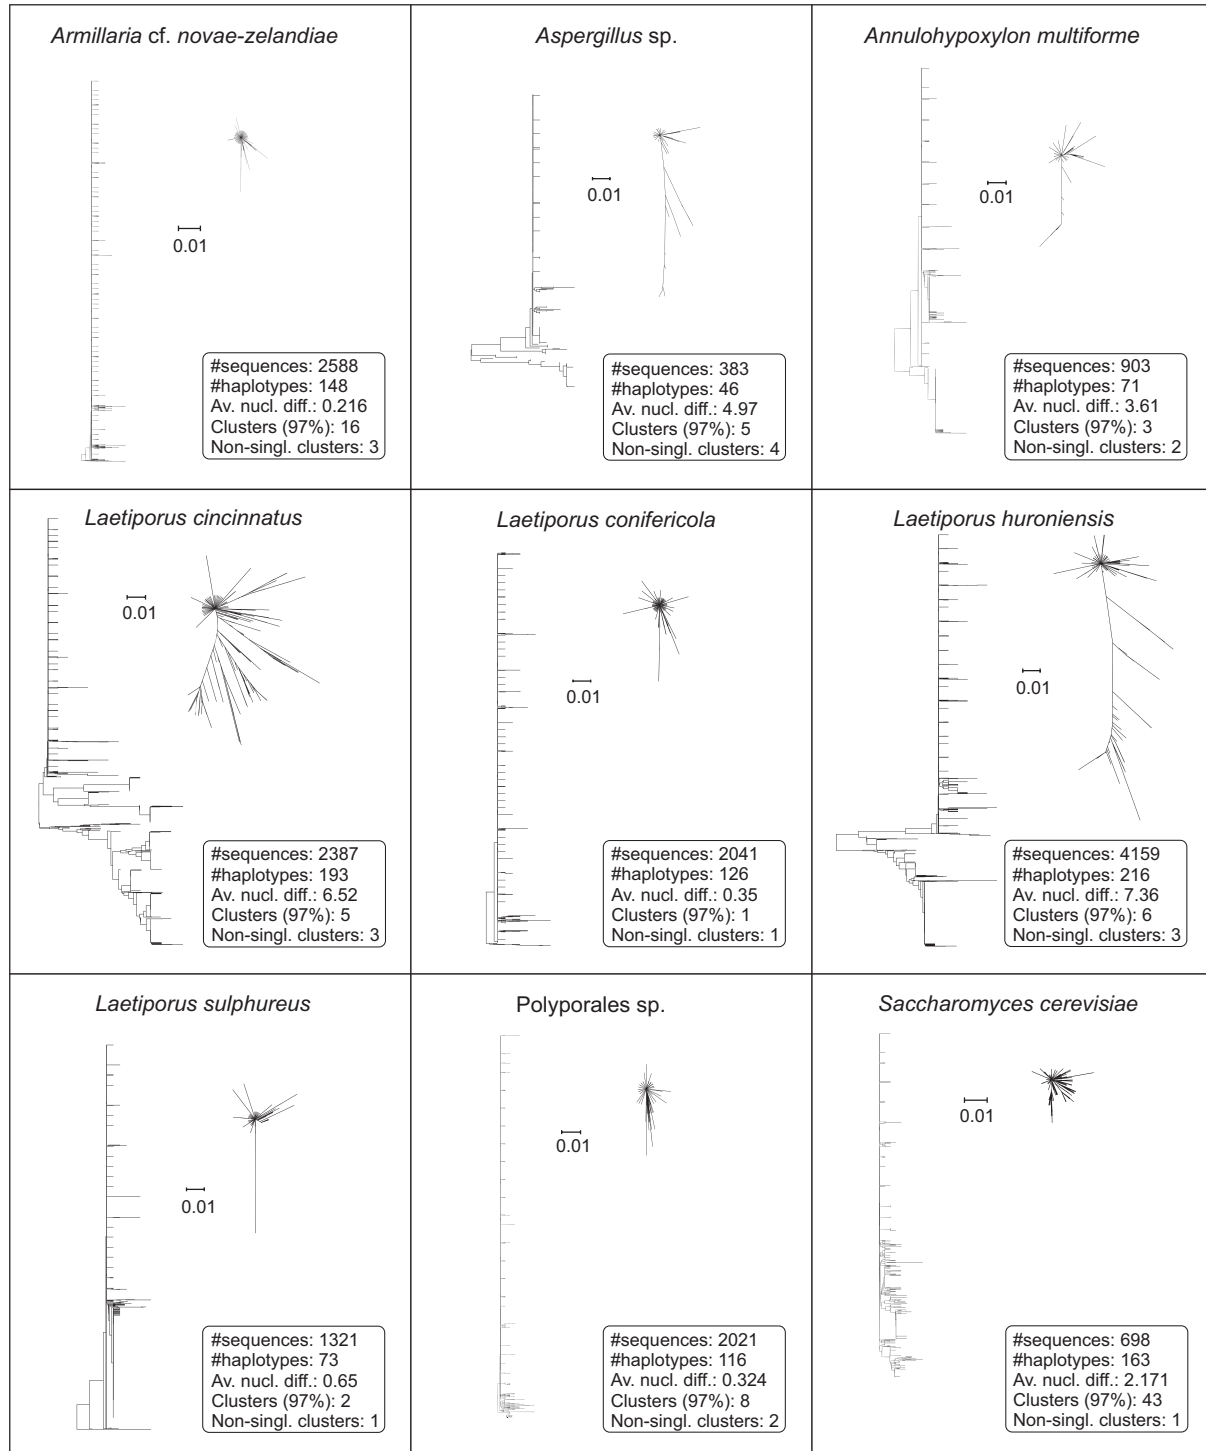 Armillaria cf. novae-zelandiae
0.01
#sequences: 2588
#haplotypes: 148
Av. nucl. diff.: 0.216
Clusters (97%): 16
Non-singl. clusters: 3
Aspergillus sp.
0.01
#sequences: 383
#haplotypes: 46
Av. nucl. diff.: 4.97
Clusters (97%): 5
Non-singl. clusters: 4
Annulohypoxylon multiforme
0.01
#sequences: 903
#haplotypes: 71
Av. nucl. diff.: 3.61
Clusters (97%): 3
Non-singl. clusters: 2
Laetiporus cincinnatus
0.01
#sequences: 2387
#haplotypes: 193
Av. nucl. diff.: 6.52
Clusters (97%): 5
Non-singl. clusters: 3
Laetiporus conifericola
0.01
#sequences: 2041
#haplotypes: 126
Av. nucl. diff.: 0.35
Clusters (97%): 1
Non-singl. clusters: 1
Laetiporus huroniensis
0.01
#sequences: 4159
#haplotypes: 216
Av. nucl. diff.: 7.36
Clusters (97%): 6
Non-singl. clusters: 3
Laetiporus sulphureus
0.01
#sequences: 1321
#haplotypes: 73
Av. nucl. diff.: 0.65
Clusters (97%): 2
Non-singl. clusters: 1
Polyporales sp.
0.01
#sequences: 2021
#haplotypes: 116
Av. nucl. diff.: 0.324
Clusters (97%): 8
Non-singl. clusters: 2
Saccharomyces cerevisiae
0.01
#sequences: 698
#haplotypes: 163
Av. nucl. diff.: 2.171
Clusters (97%): 43
Non-singl. clusters: 1